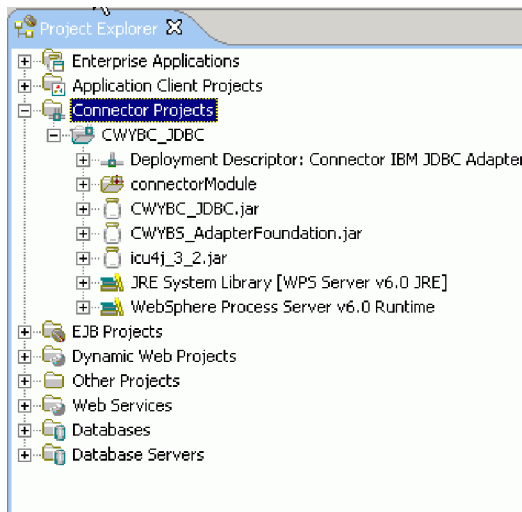 Project Explorer
Enterprise Applications
Application Client Projects
Connector Projects
CWYBC_JDBC
Deployment Descriptor: Connector IBM JDBC Adapter
connectorModule
CWYBC_JDBC.jar
CWYBS_AdapterFoundation.jar
icu4j_3_2.jar
JRE System Library [WPS Server v6.0 JRE]
WebSphere Process Server v6.0 Runtime
EJB Projects
Dynamic Web Projects
Other Projects
Web Services
Databases
Database Servers